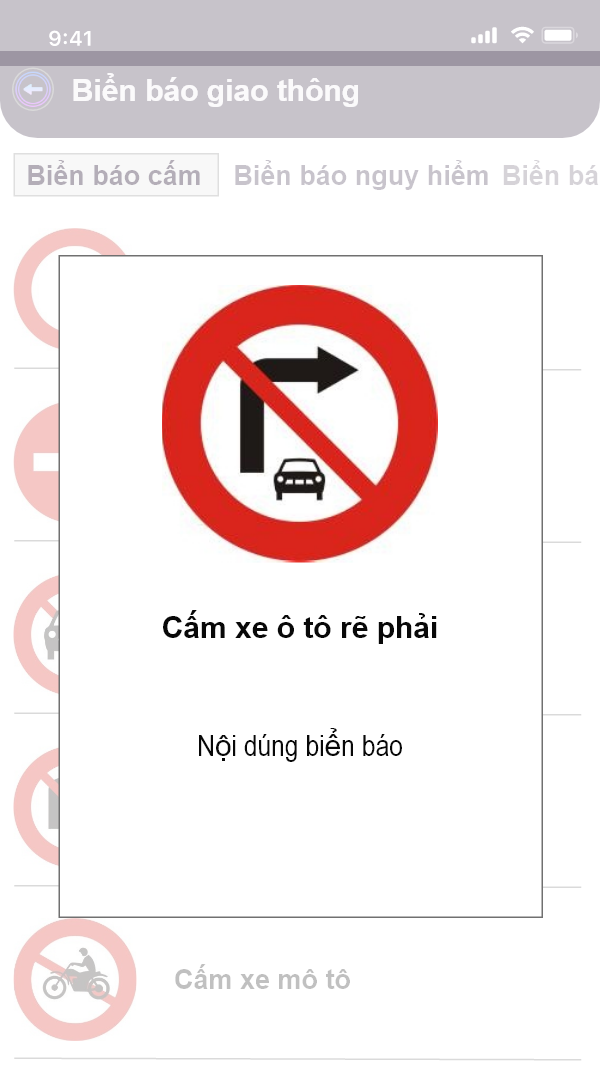 9:41
Biển báo giao thông
Biển báo cấm Biển báo nguy hiểm Biển bá
Cấm xe ô tô rẽ phải
Nội dúng biển báo
Cấm xe mô tô